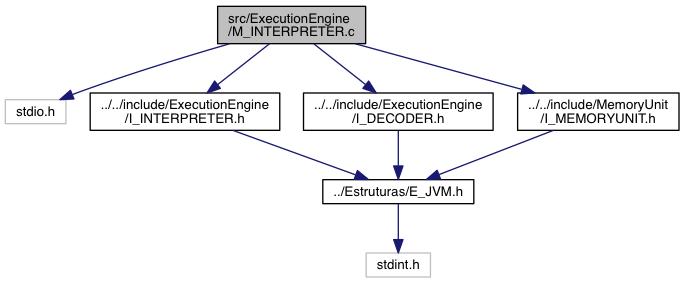 src/ExecutionEngine
/M_INTERPRETER.c
stdio.h
../../include/ExecutionEngine
/I_INTERPRETER.h
../../include/ExecutionEngine
/I_DECODER.h
../../include/MemoryUnit
/I_MEMORYUNIT.h
../Estruturas/E_JVM.h
stdint.h